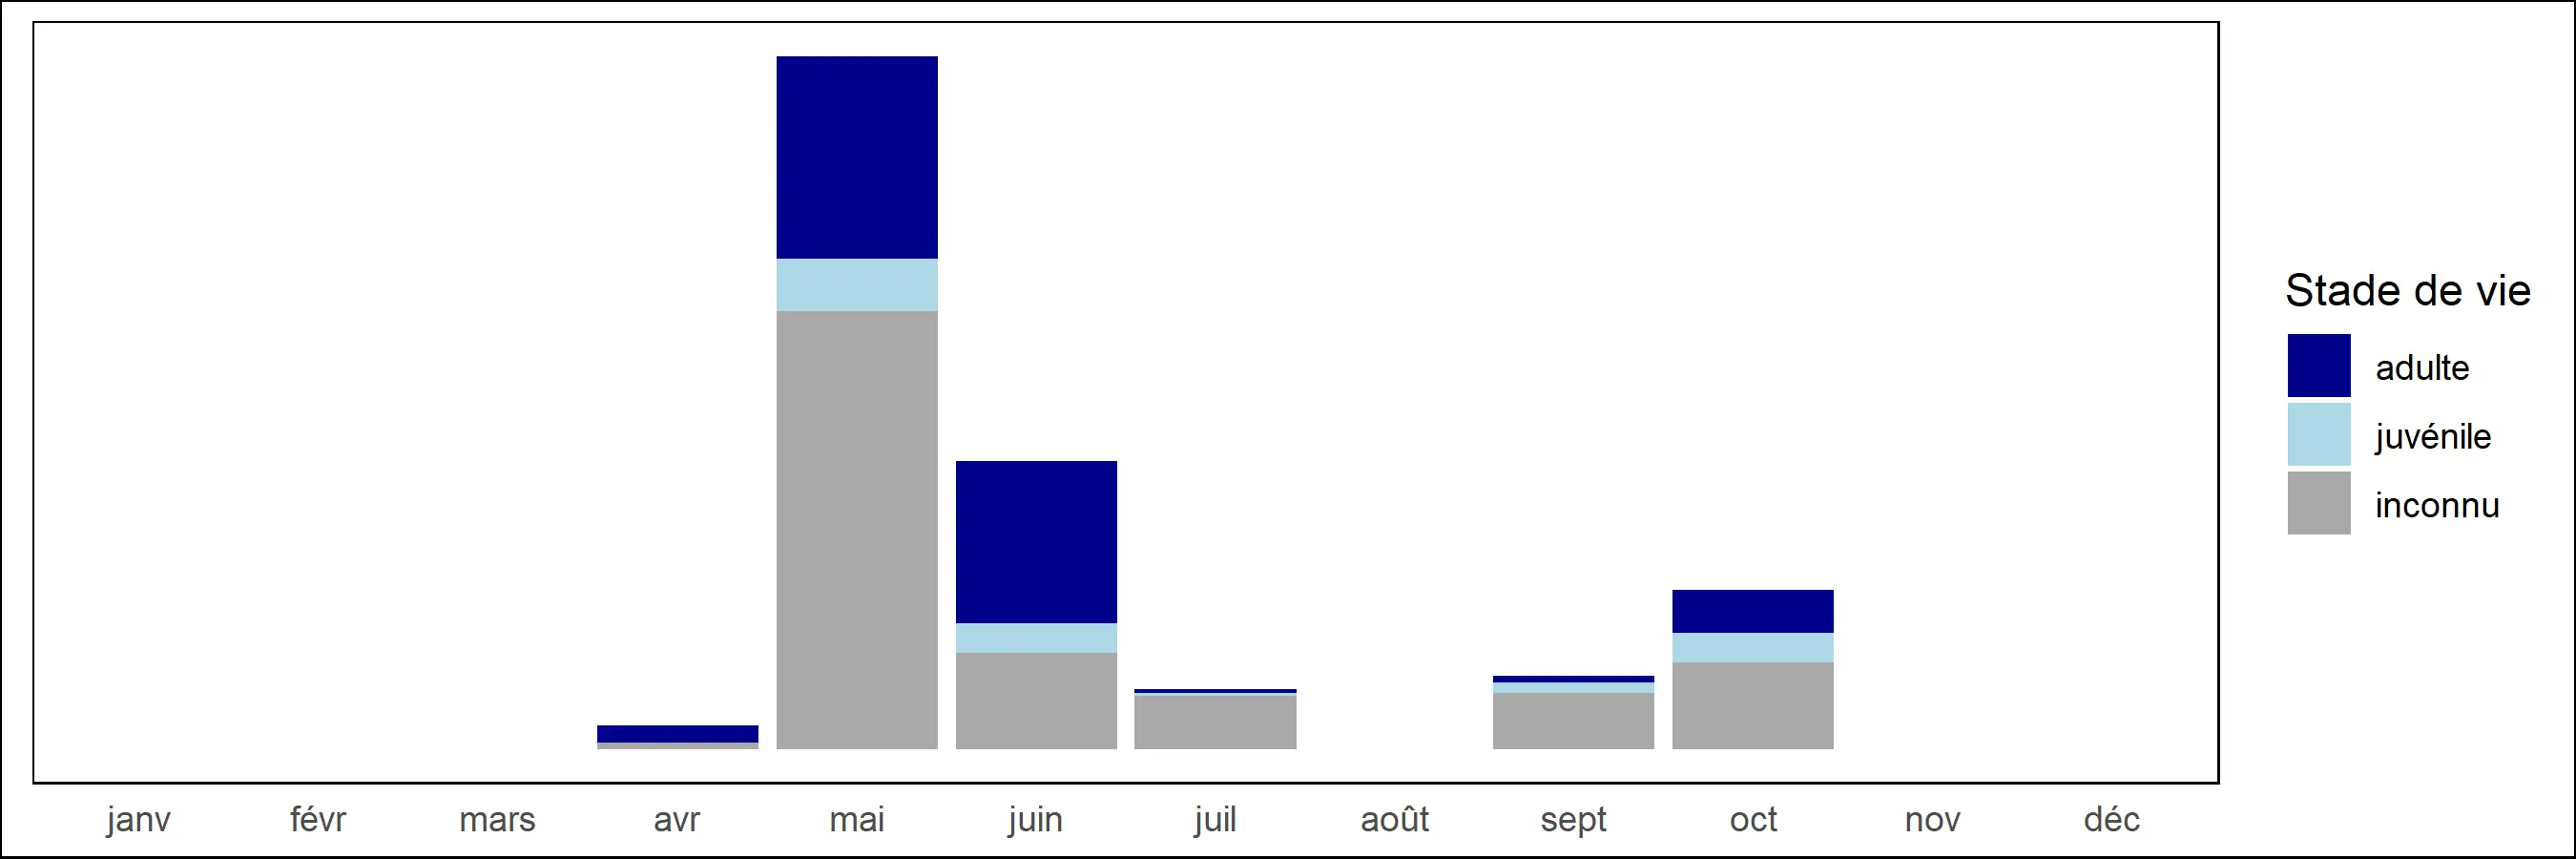 Stade de vie
adulte
juvénile
inconnu
janv févr mars avr mai juin juil août sept oct nov déc